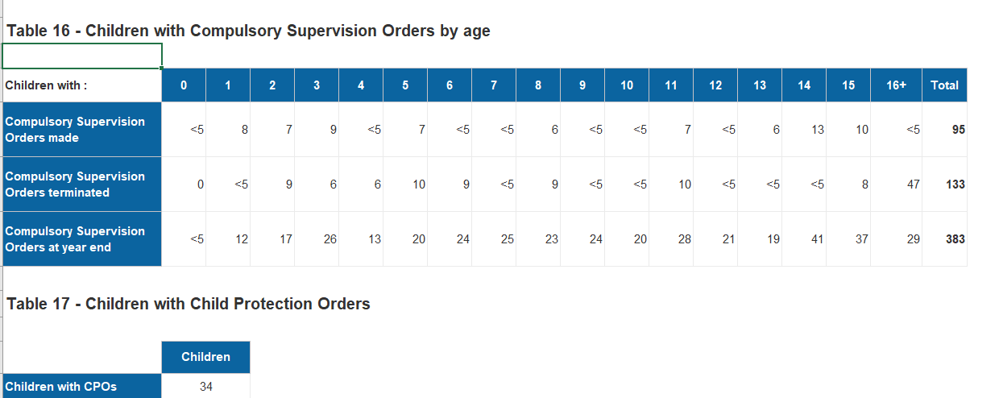 Table 16 - Children with Compulsory Supervision Orders by age
Children with : 0 1 2 3 4 5 6 7 8 9 10 11 12 13 14 15 16+ Total
Compulsory Supervision
Orders made
<5 8 7 9 <5 7 <5 <5 6 <5 <5 7 <5 6 13 10 <5 95
Compulsory Supervision
Orders terminated
0 <5 9 6 6 10 9 <5 9 <5 <5 10 <5 <5 <5 8 47 133
Compulsory Supervision
Orders at year end
<5 12 17 26 13 20 24 25 23 24 20 28 21 19 41 37 29 383
Table 17 - Children with Child Protection Orders
Children
Children with CPOs 34